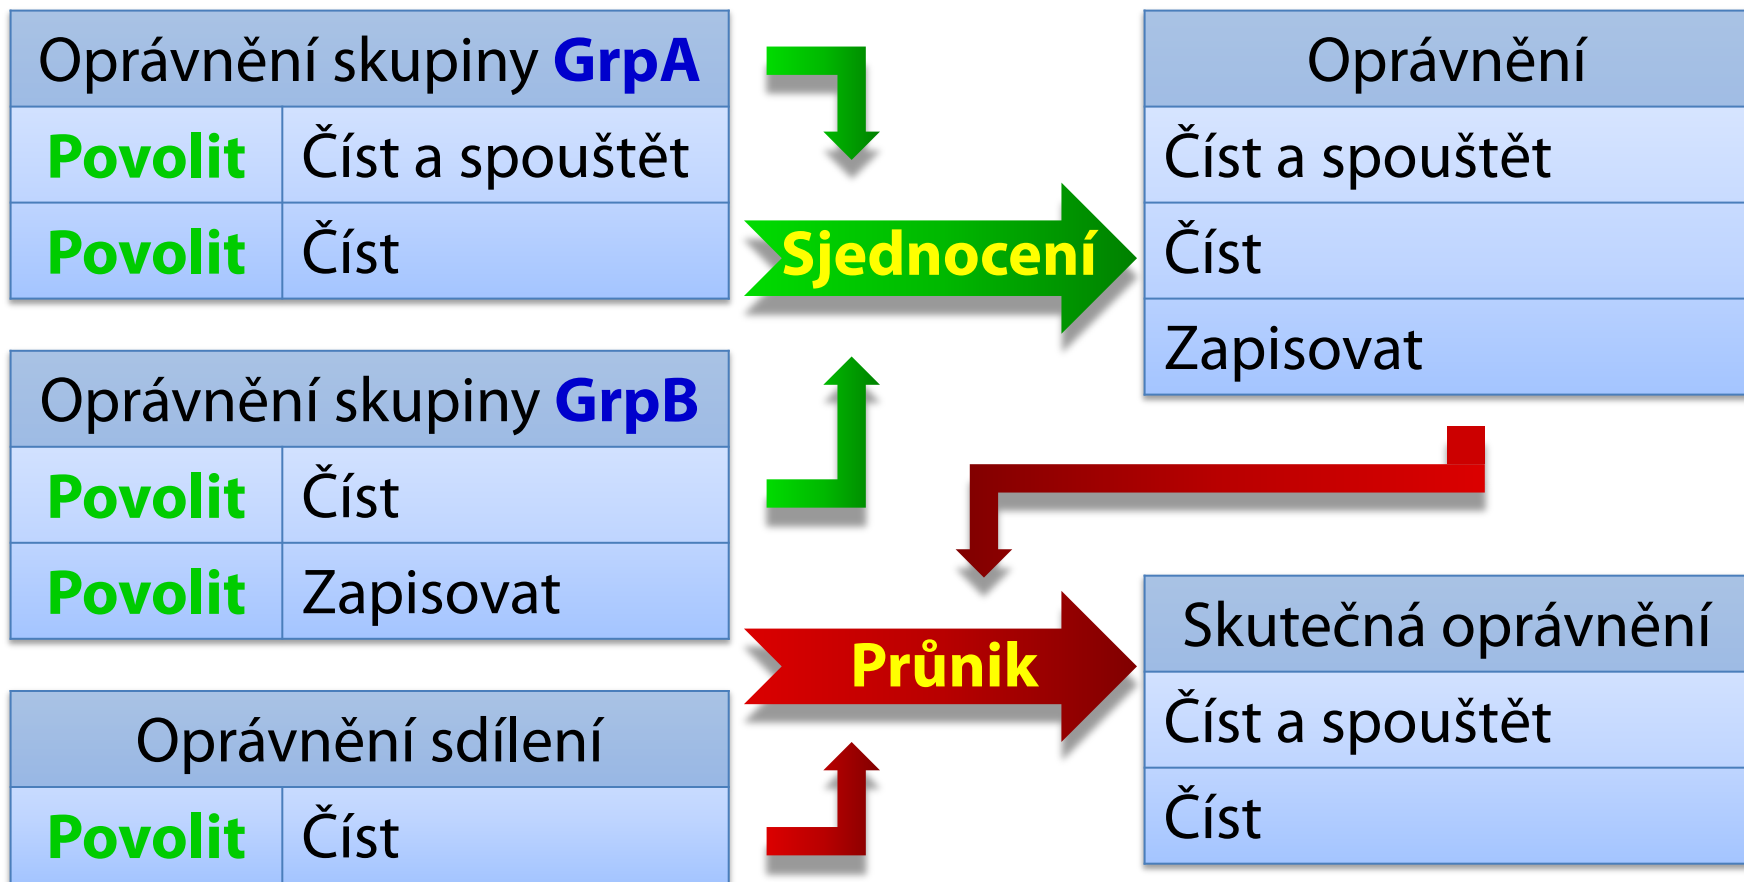 Oprávnění skupiny GrpA
Povolit Číst a spouštět
Povolit Číst
Oprávnění skupiny GrpB
Povolit Číst
Povolit Zapisovat
Oprávnění sdílení
Povolit Číst
Sjednocení
Průnik
Oprávnění
Číst a spouštět
Číst
Zapisovat
Skutečná oprávnění
Číst a spouštět
Číst